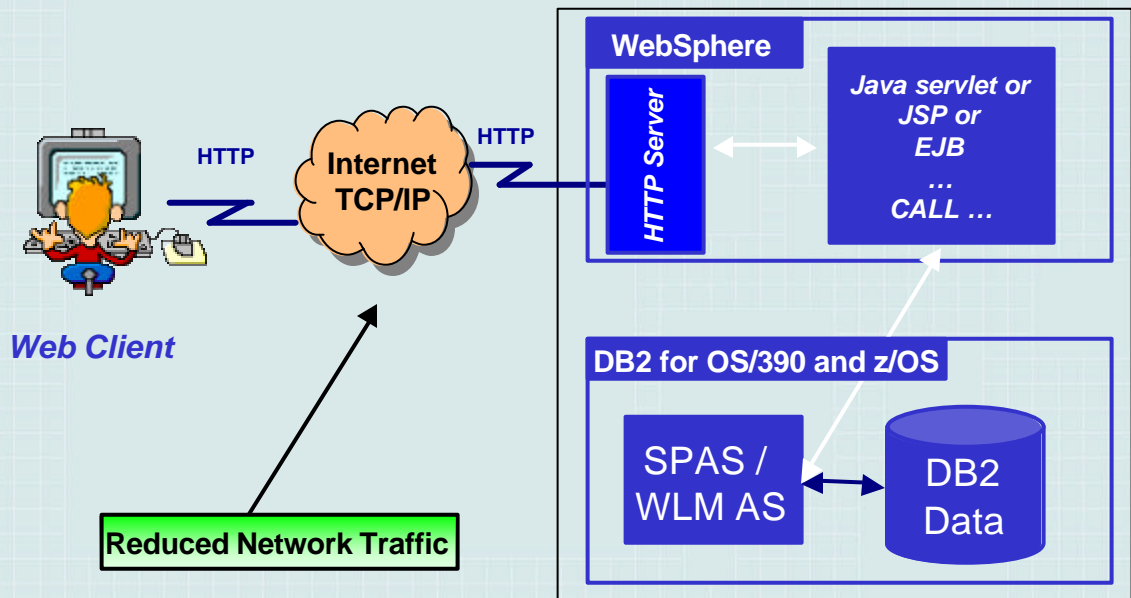 WebSphere
HTTP Server
Java servlet or
JSP or
EJB
...
CALL ...
HTTP
Internet
TCP/IP
HTTP
Web Client
DB2 for OS/390 and z/OS
SPAS /
WLM AS
DB2
Data
Reduced Network Traffic